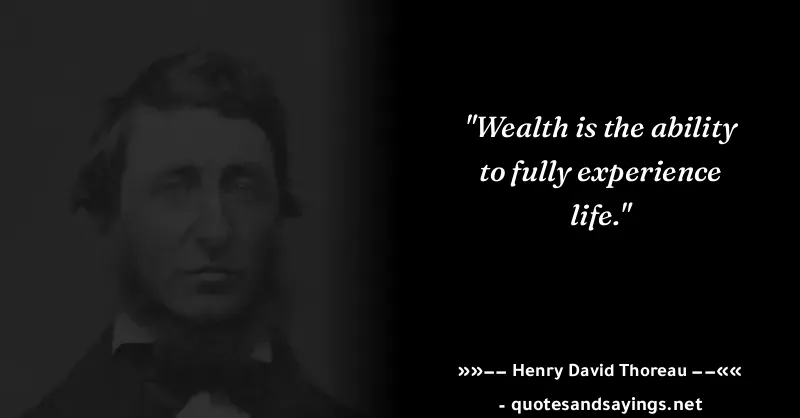 "Wealth is the ability
to fully experience
life."
»»−− Henry David Thoreau −−««
- quotesandsayings.net